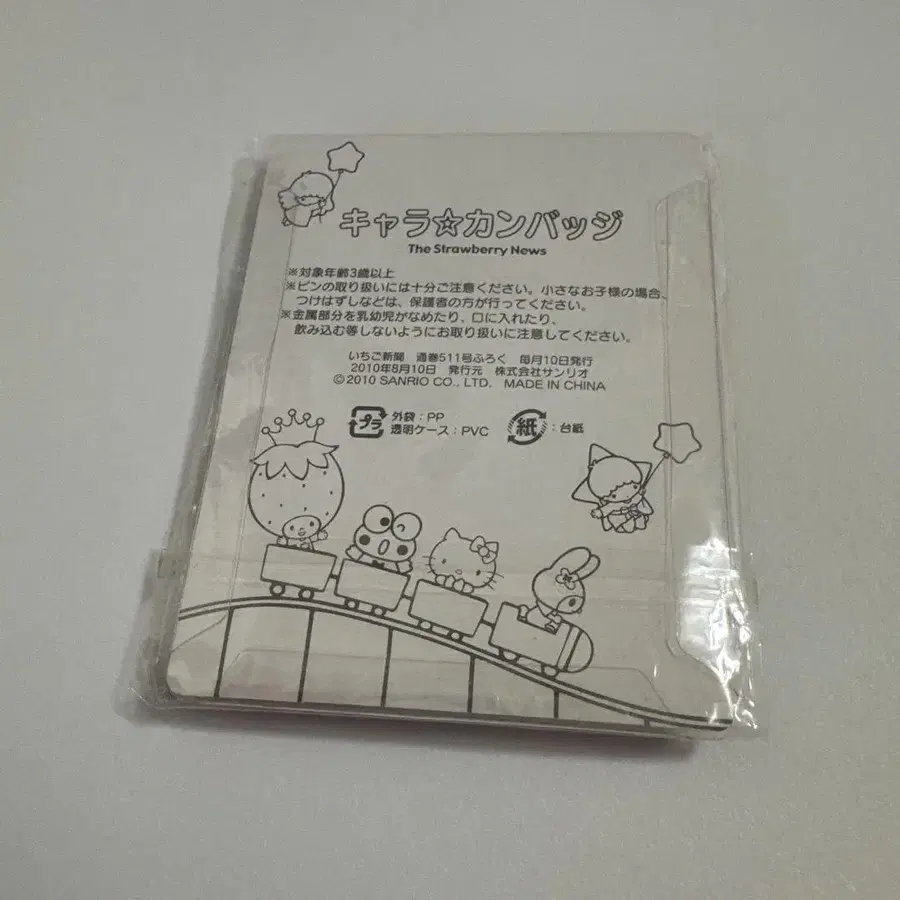 キャラ☆カンバッジ
The Strawberry News
※対象年齢3歳以上
※ピンの取り扱いには十分ご注意ください。小さなお子様の場合、
つけはずしなどは、保護者の方が行ってください。
※金属部分を乳幼児がなめたり、口に入れたり、
飲み込む等しないようにお取り扱いに注意してください。
いちご新聞 通巻511号ふろく 毎月10日発行
2010年8月10日 発行元 株式会社サンリオ
©2010 SANRIO CO., LTD. MADE IN CHINA
プラ 外袋:PP
透明ケース:PVC
紙 :台紙